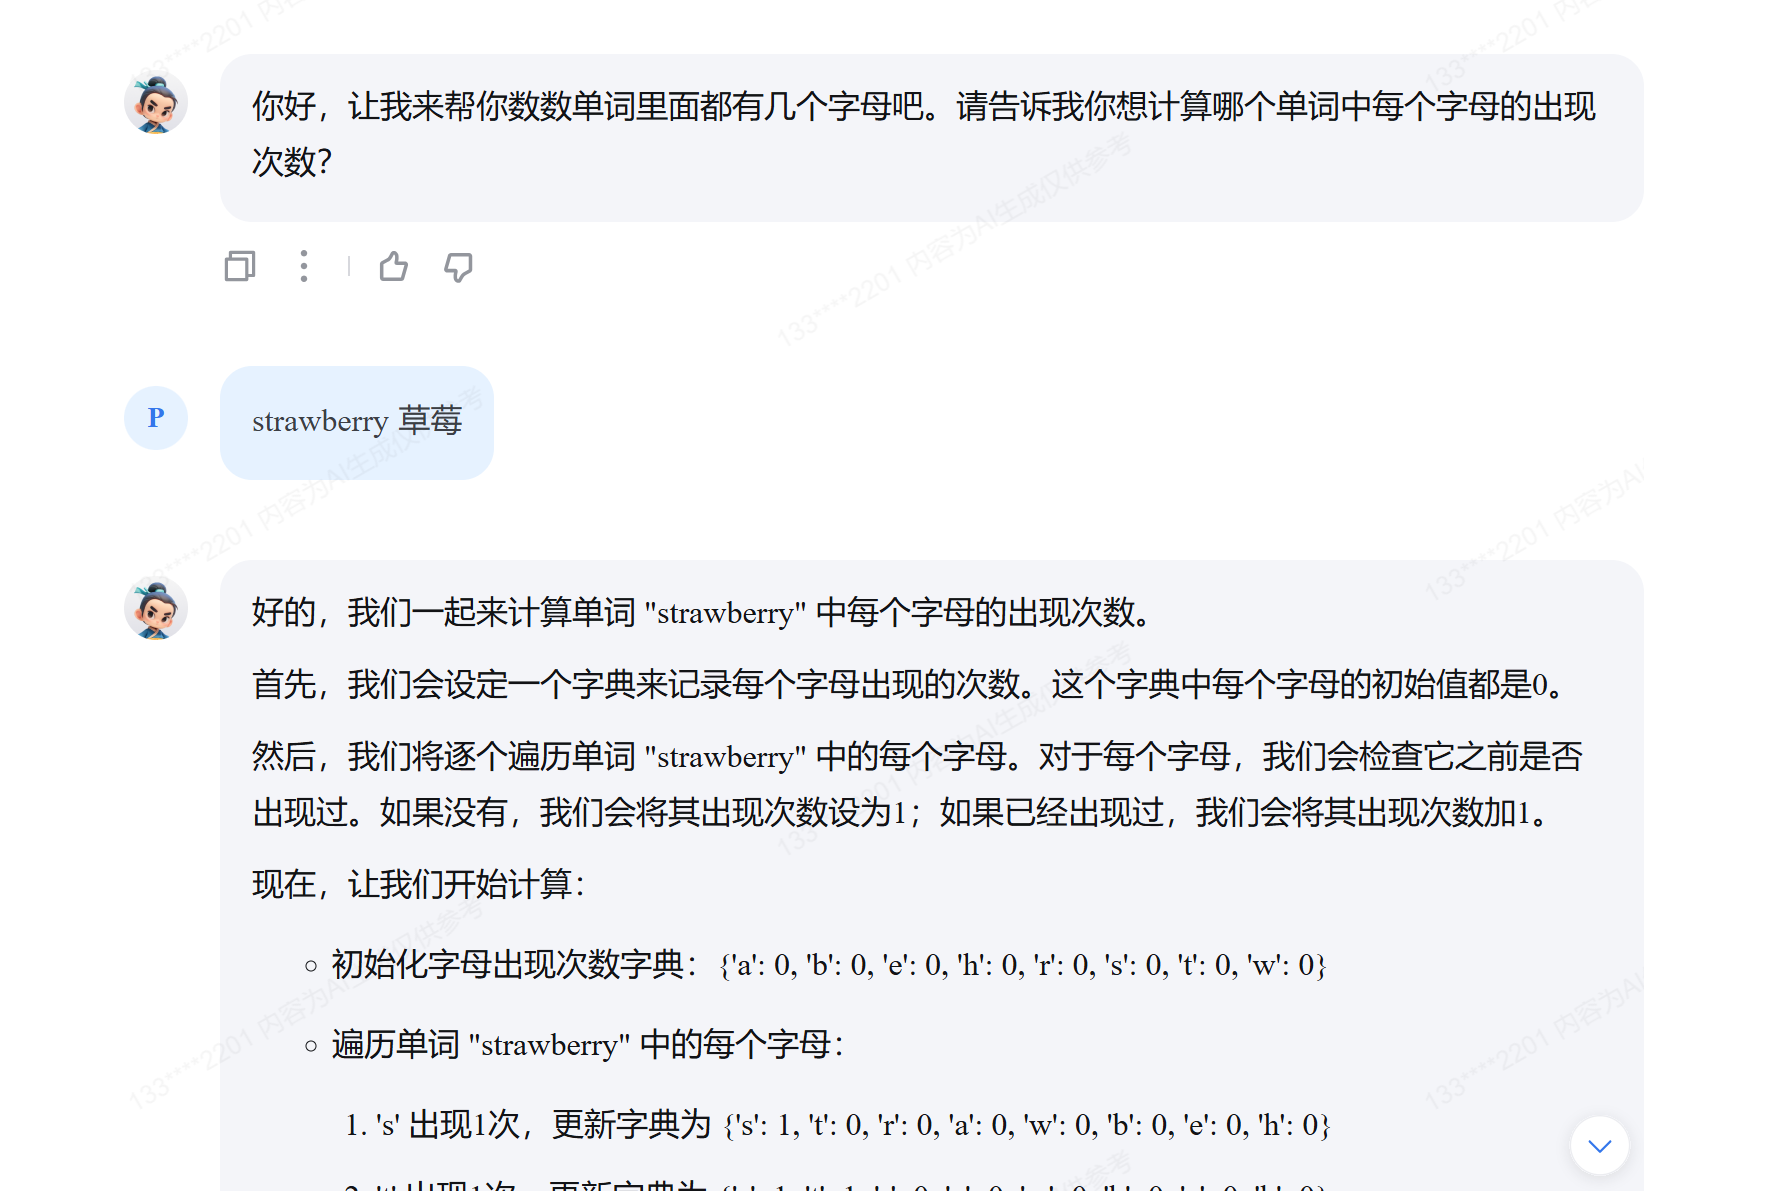 你好，让我来帮你数数单词里面都有几个字母吧。请告诉我你想计算哪个单词中每个字母的出现
次数？
P
strawberry 草莓
好的，我们一起来计算单词 "strawberry" 中每个字母的出现次数。
首先，我们会设定一个字典来记录每个字母出现的次数。这个字典中每个字母的初始值都是0。
然后，我们将逐个遍历单词 "strawberry" 中的每个字母。对于每个字母，我们会检查它之前是否
出现过。如果没有，我们会将其出现次数设为1；如果已经出现过，我们会将其出现次数加1。
现在，让我们开始计算：
初始化字母出现次数字典：{'a': 0, 'b': 0, 'e': 0, 'h': 0, 'r': 0, 's': 0, 't': 0, 'w': 0}
遍历单词 "strawberry" 中的每个字母：
1. 's' 出现1次，更新字典为 {'s': 1, 't': 0, 'r': 0, 'a': 0, 'w': 0, 'b': 0, 'e': 0, 'h': 0}
133****2201 内容为AI生成仅供参考